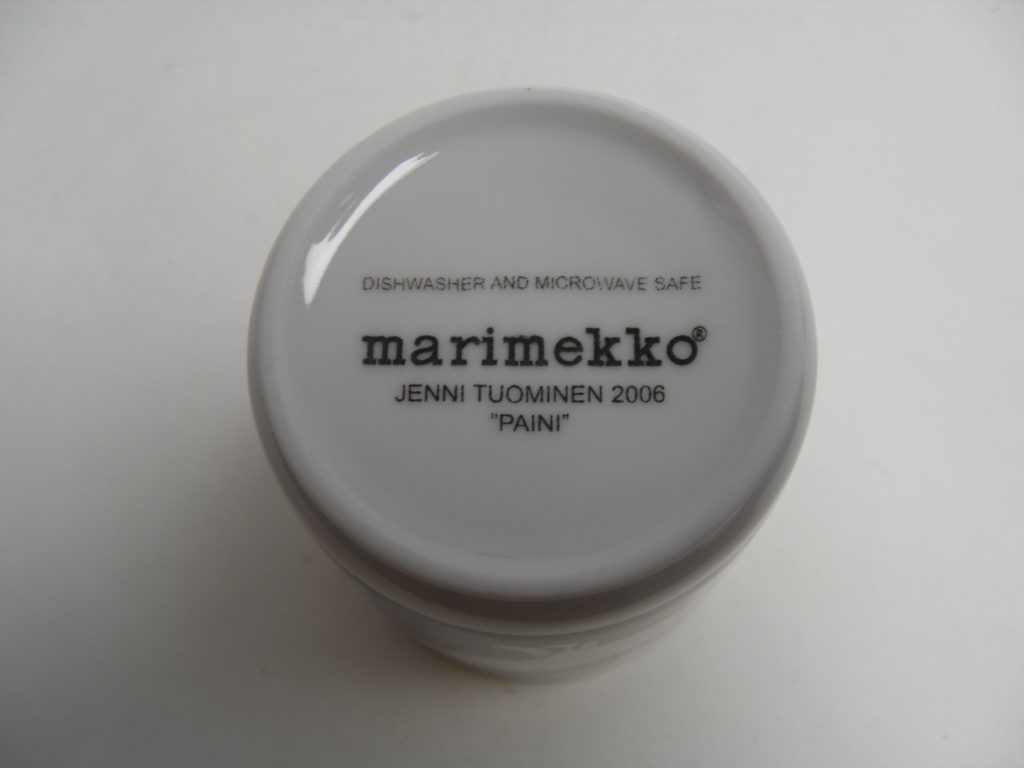 DISHWASHER AND MICROWAVE SAFE
marimekko®
JENNI TUOMINEN 2006
"PAINI"